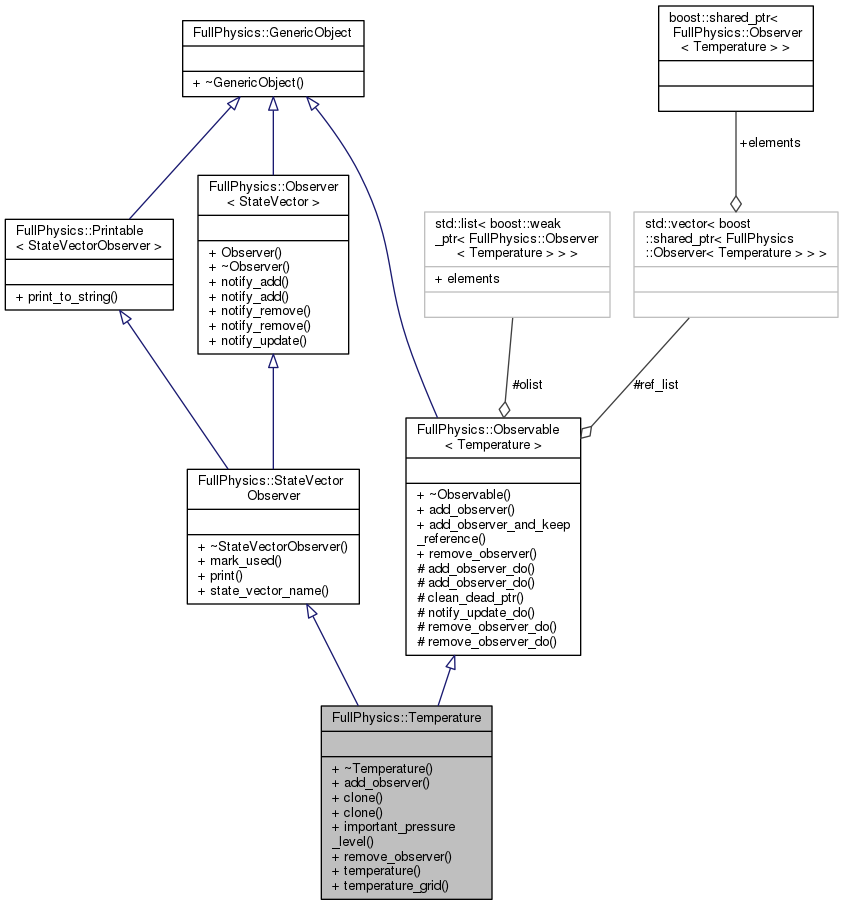 FullPhysics::GenericObject
+ ~GenericObject()
boost::shared_ptr<
FullPhysics::Observer
< Temperature > >
+elements
FullPhysics::Printable
< StateVectorObserver >
+ print_to_string()
FullPhysics::Observer
< StateVector >
+ Observer()
+ ~Observer()
+ notify_add()
+ notify_add()
+ notify_remove()
+ notify_remove()
+ notify_update()
std::list< boost::weak
_ptr< FullPhysics::Observer
< Temperature > > >
+ elements
std::vector< boost
::shared_ptr< FullPhysics
::Observer< Temperature > > >
#olist
#ref_list
FullPhysics::StateVector
Observer
+ ~StateVectorObserver()
+ mark_used()
+ print()
+ state_vector_name()
FullPhysics::Observable
< Temperature >
+ ~Observable()
+ add_observer()
+ add_observer_and_keep
_reference()
+ remove_observer()
# add_observer_do()
# add_observer_do()
# clean_dead_ptr()
# notify_update_do()
# remove_observer_do()
# remove_observer_do()
FullPhysics::Temperature
+ ~Temperature()
+ add_observer()
+ clone()
+ clone()
+ important_pressure
_level()
+ remove_observer()
+ temperature()
+ temperature_grid()